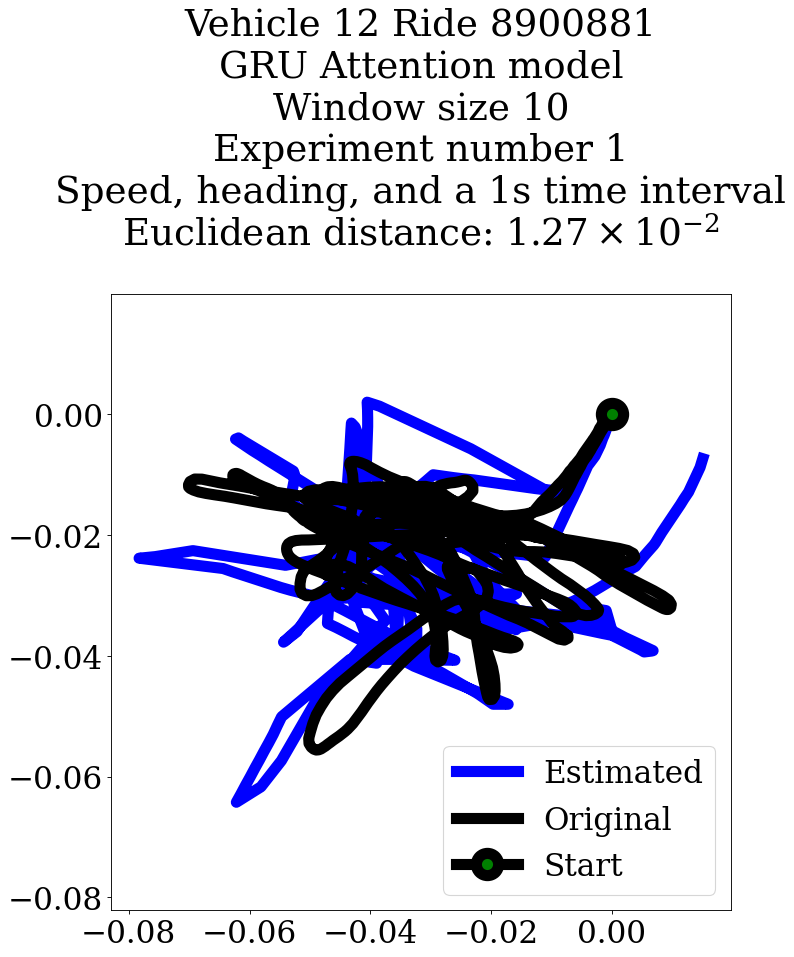 Vehicle 12 Ride 8900881
GRU Attention model
Window size 10
Experiment number 1
Speed, heading, and a 1s time interval
Euclidean distance: 1.27 × 10⁻²
0.00
−0.02
−0.04
−0.06
−0.08
Estimated
Original
Start
−0.08 −0.06 −0.04 −0.02 0.00